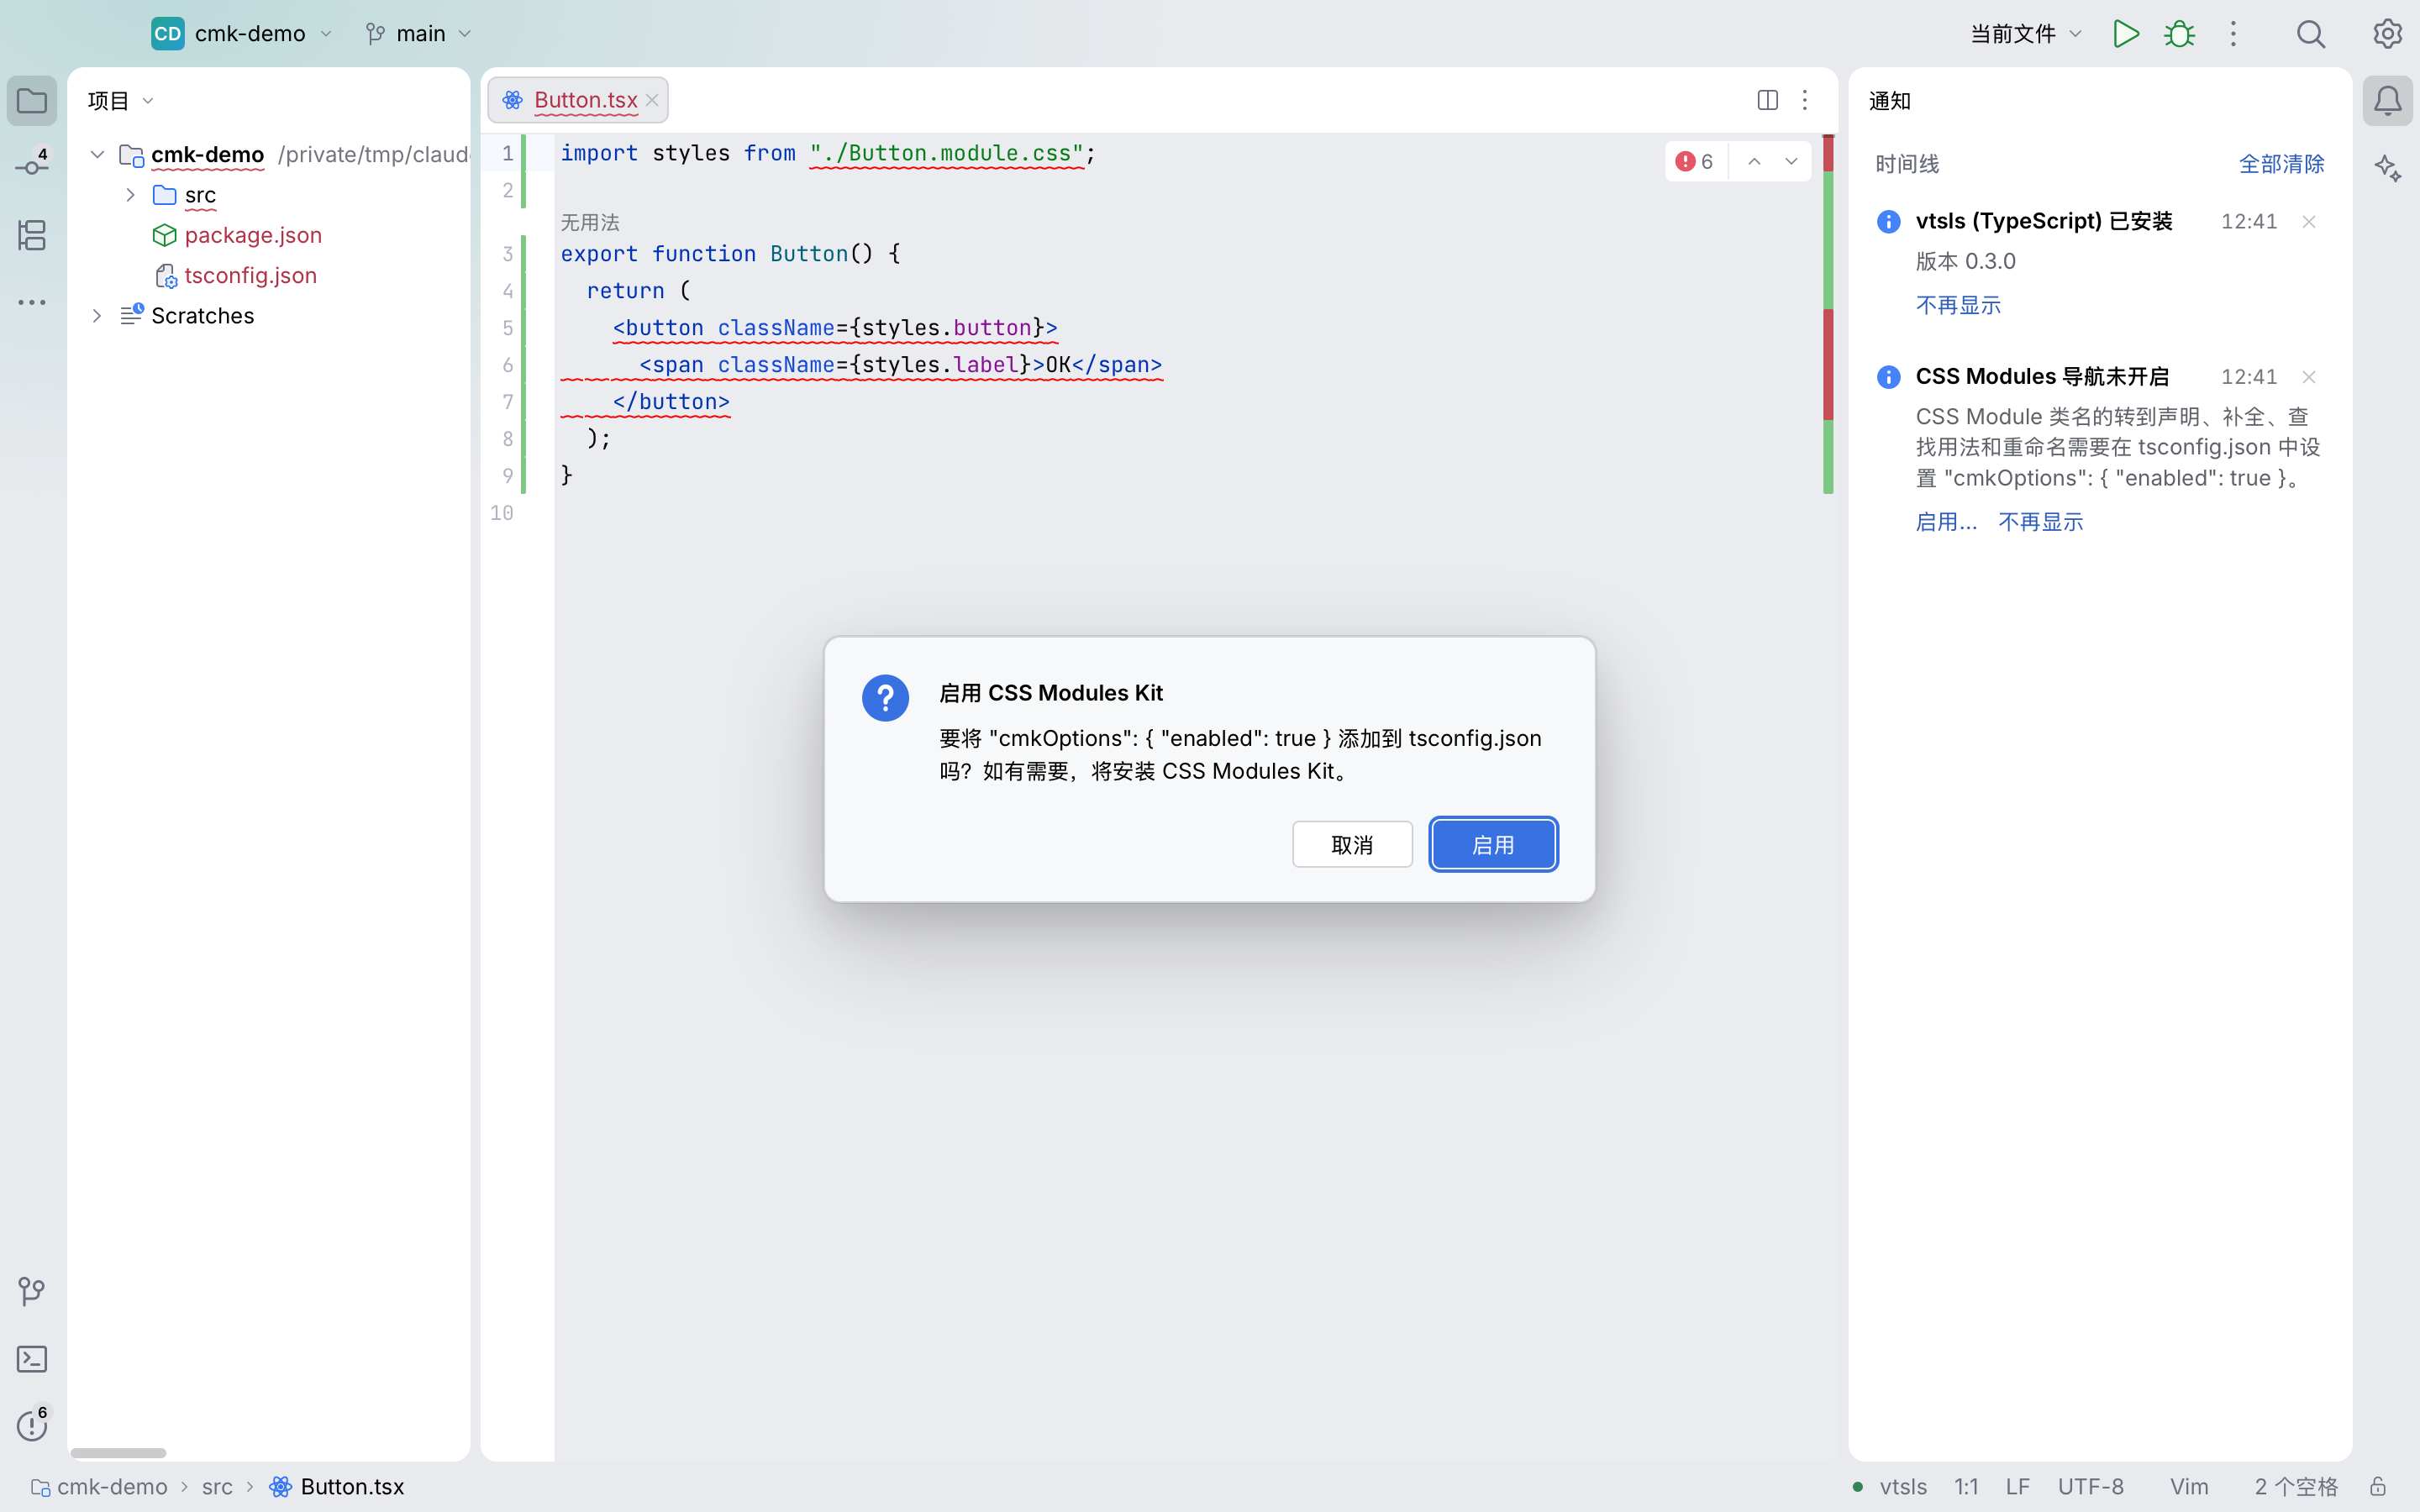 CD cmk-demo main 当前文件
项目
cmk-demo /private/tmp/claud
src
package.json
tsconfig.json
Scratches
4
6
Button.tsx
6
1 import styles from "./Button.module.css";
2
无用法
3 export function Button() {
4 return (
5 <button className={styles.button}>
6 <span className={styles.label}>OK</span>
7 </button>
8 );
9 }
10
启用 CSS Modules Kit
要将 "cmkOptions": { "enabled": true } 添加到 tsconfig.json
吗？如有需要，将安装 CSS Modules Kit。
取消 启用
通知
时间线 全部清除
vtsls (TypeScript) 已安装 12:41
版本 0.3.0
不再显示
CSS Modules 导航未开启 12:41
CSS Module 类名的转到声明、补全、查
找用法和重命名需要在 tsconfig.json 中设
置 "cmkOptions": { "enabled": true }。
启用... 不再显示
cmk-demo › src › Button.tsx
vtsls 1:1 LF UTF-8 Vim 2 个空格